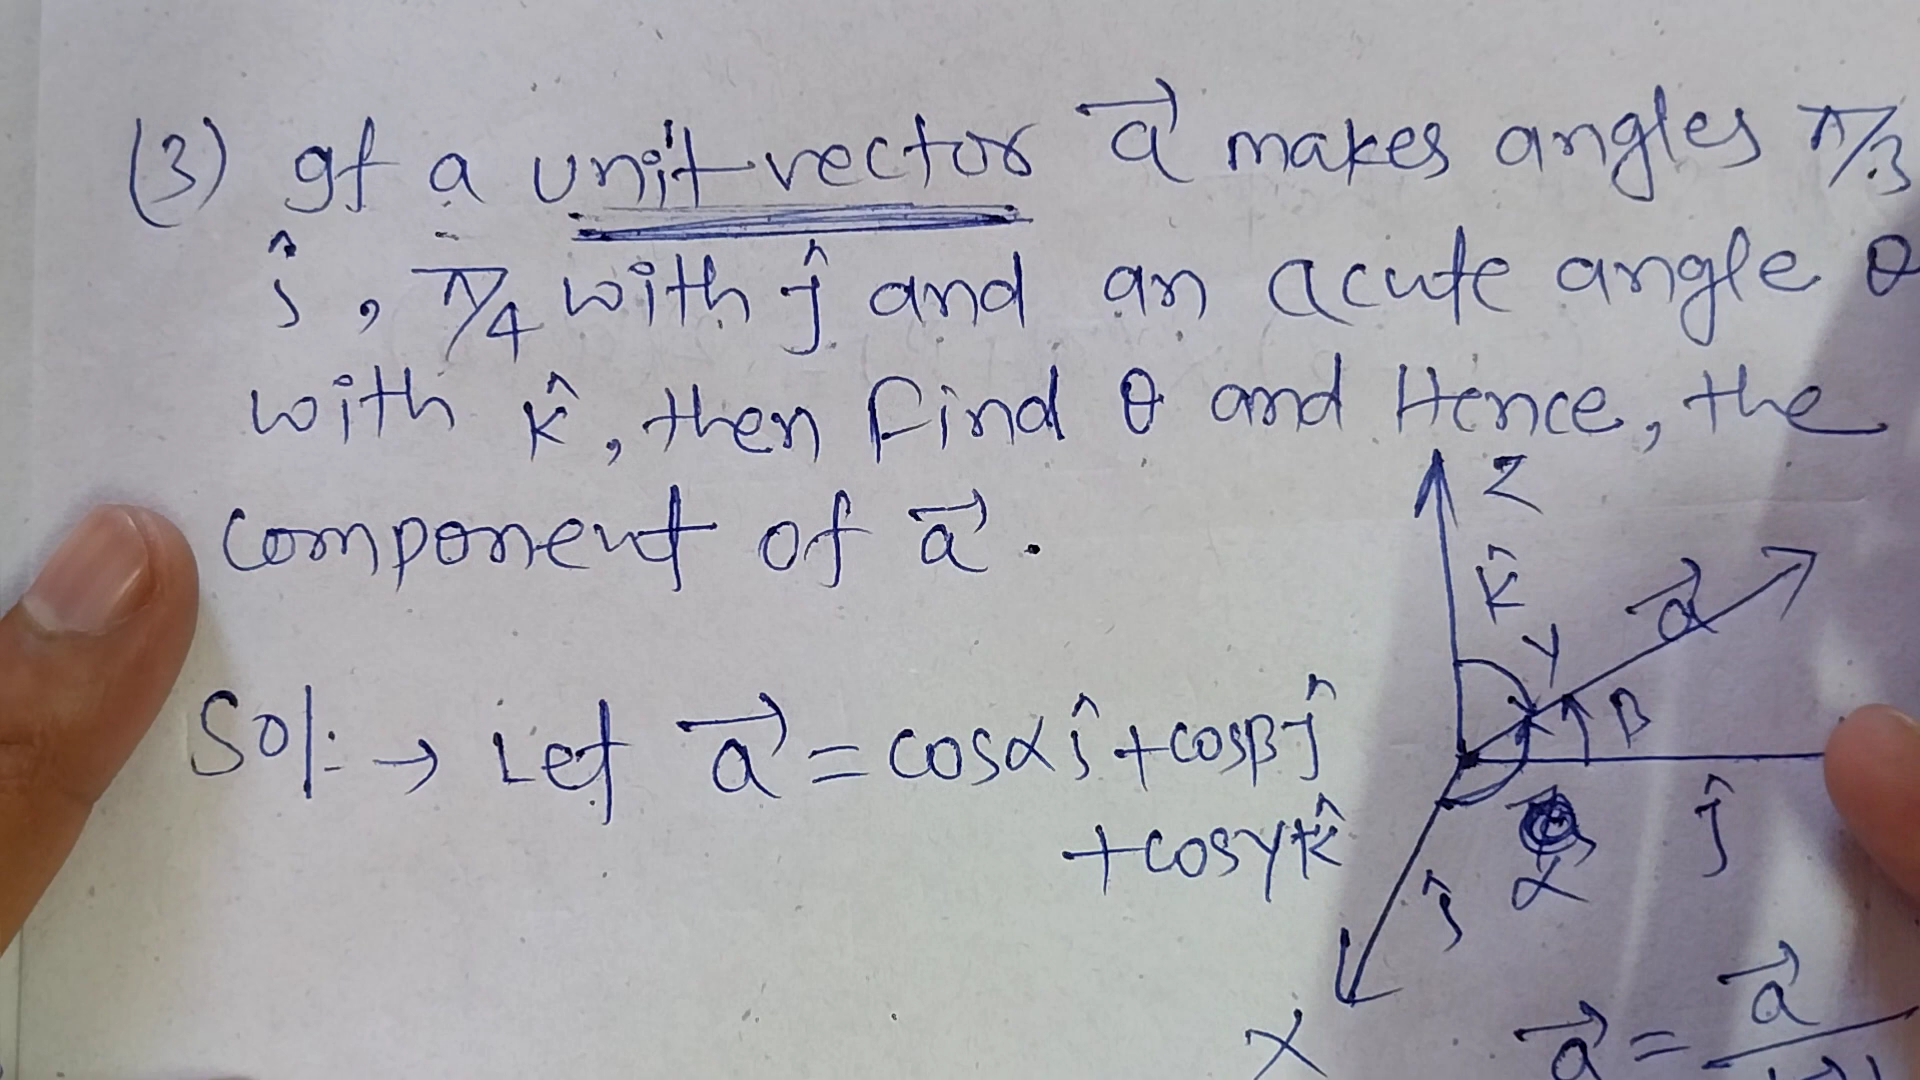 (3) If a unit vector a⃗ makes angles π/3
î, π/4 with ĵ and an acute angle θ
with k̂, then find θ and Hence, the
component of a⃗.
Z
k̂
a⃗
γ
β
Sol: → Let a⃗ = cosα î + cosβ ĵ
+ cosγ k̂
ĵ
α
î
X
a⃗ = a⃗